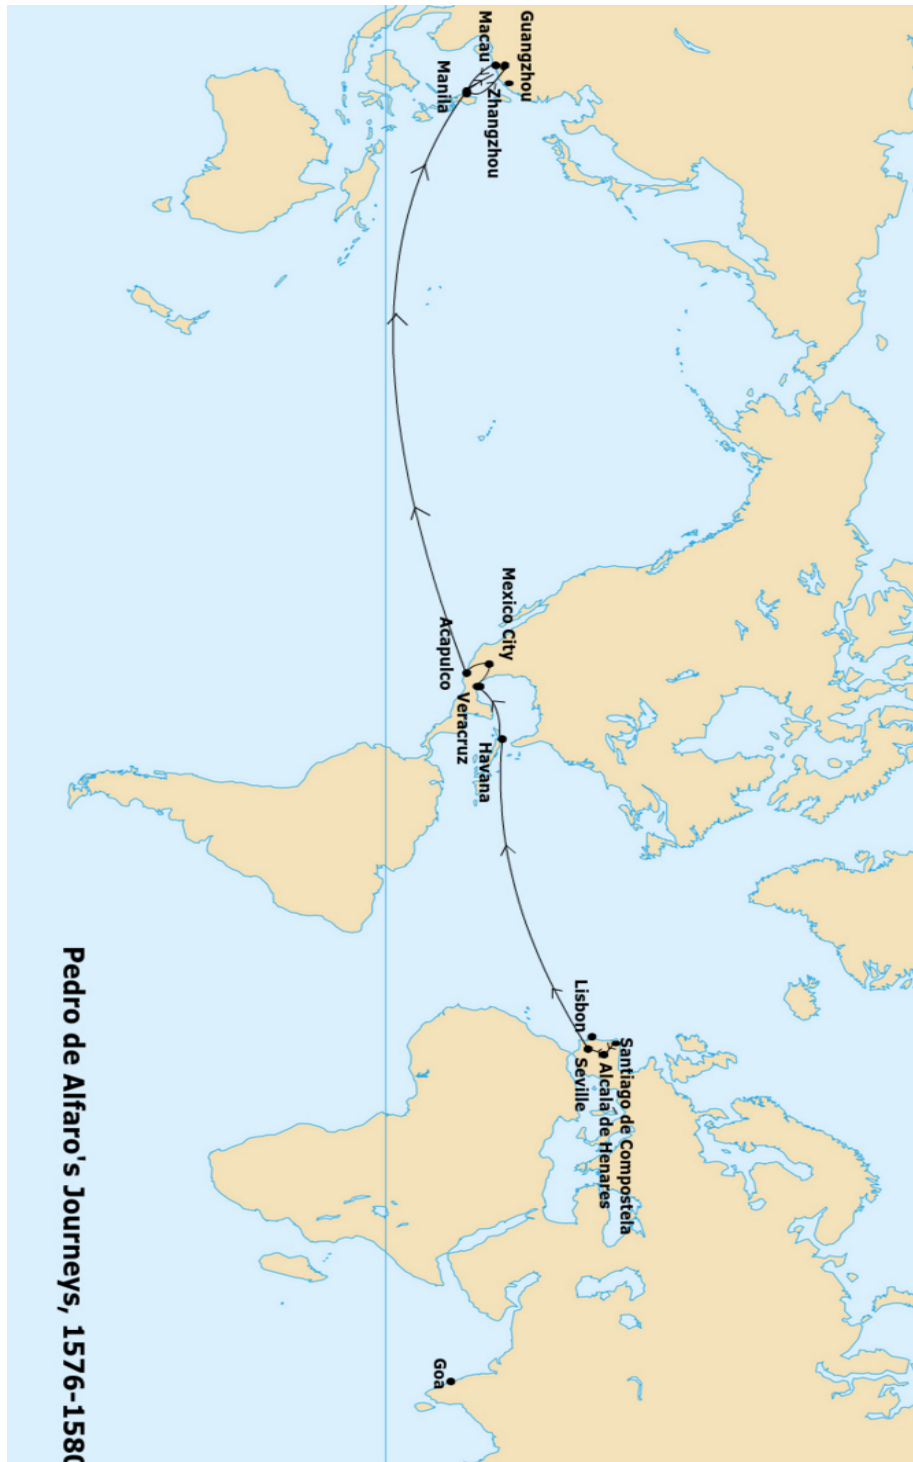 Guangzhou
Macau
Zhangzhou
Manila
Mexico City
Acapulco
Veracruz
Havana
Lisbon
Santiago de Compostela
Alcalá de Henares
Seville
Goa
Pedro de Alfaro's Journeys, 1576-1580